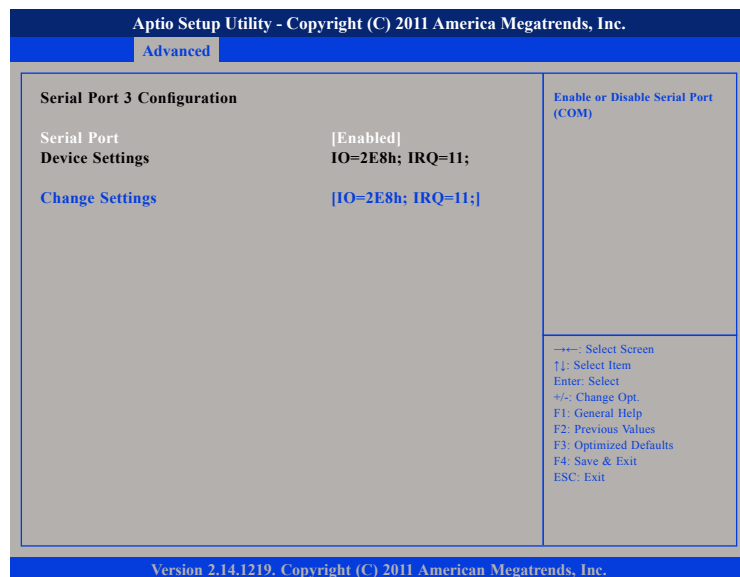 Aptio Setup Utility - Copyright (C) 2011 America Megatrends, Inc.
Advanced
Serial Port 3 Configuration
Serial Port [Enabled]
Device Settings IO=2E8h; IRQ=11;
Change Settings [IO=2E8h; IRQ=11;]
Enable or Disable Serial Port
(COM)
→←: Select Screen
↑↓: Select Item
Enter: Select
+/-: Change Opt.
F1: General Help
F2: Previous Values
F3: Optimized Defaults
F4: Save & Exit
ESC: Exit
Version 2.14.1219. Copyright (C) 2011 American Megatrends, Inc.